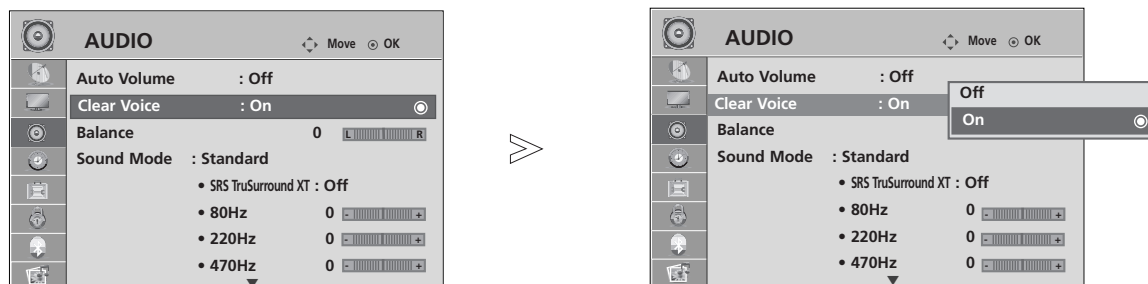 AUDIO Move OK
Auto Volume : Off
Clear Voice : On
Balance 0 L R
Sound Mode : Standard
• SRS TruSurround XT : Off
• 80Hz 0 - +
• 220Hz 0 - +
• 470Hz 0 - +
AUDIO Move OK
Auto Volume : Off
Clear Voice : On
Balance
Sound Mode : Standard
• SRS TruSurround XT : Off
• 80Hz 0 - +
• 220Hz 0 - +
• 470Hz 0 - +
Off
On